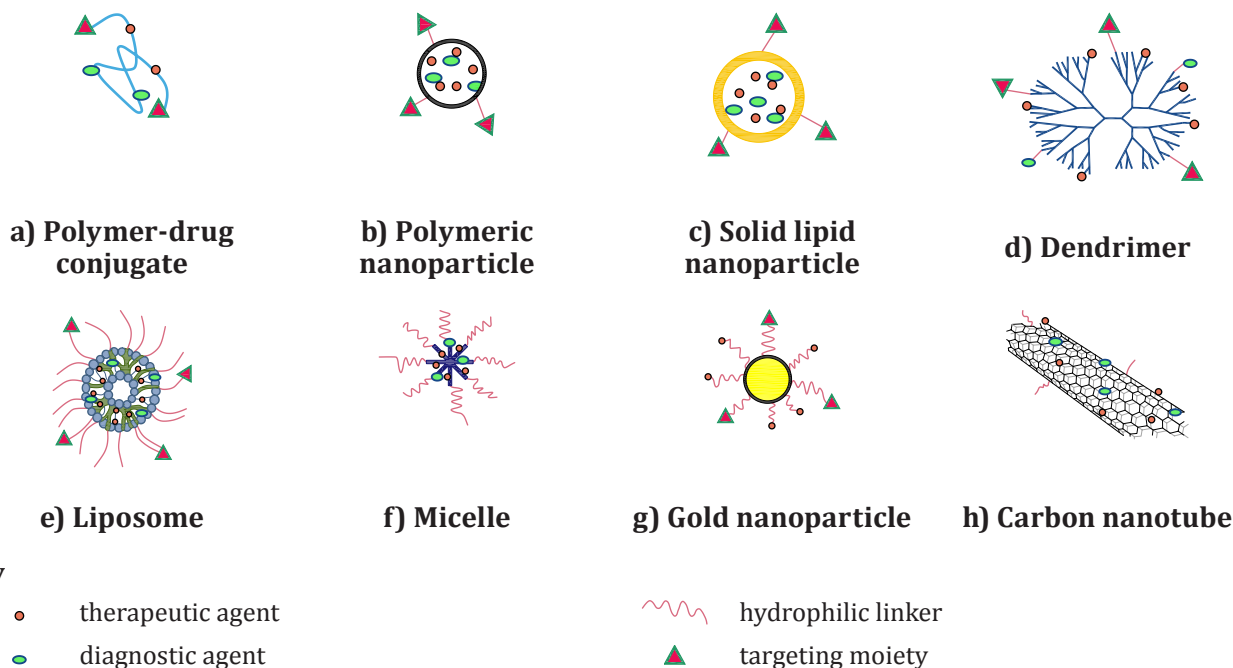 a) Polymer-drug
conjugate
b) Polymeric
nanoparticle
c) Solid lipid
nanoparticle
d) Dendrimer
e) Liposome
f) Micelle
g) Gold nanoparticle
h) Carbon nanotube
y
therapeutic agent
hydrophilic linker
diagnostic agent
targeting moiety